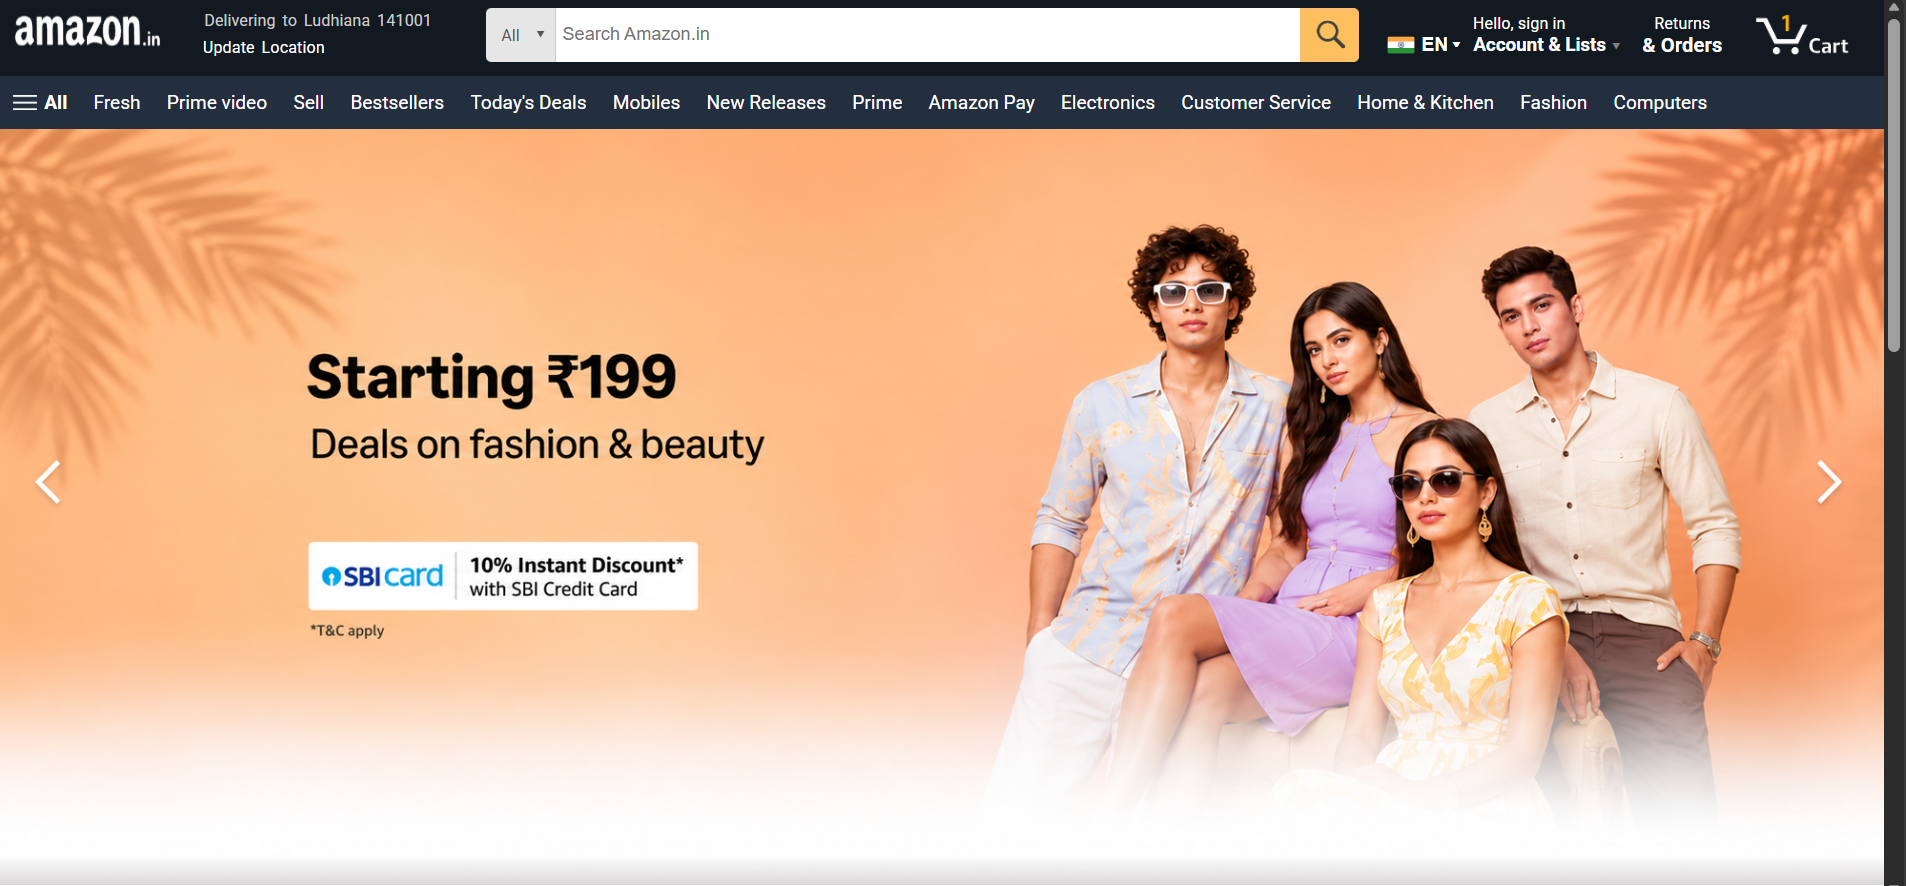 amazon.in
Delivering to Ludhiana 141001
Update Location
All
Search Amazon.in
EN
Hello, sign in
Account & Lists
Returns
& Orders
1
Cart
All Fresh Prime video Sell Bestsellers Today's Deals Mobiles New Releases Prime Amazon Pay Electronics Customer Service Home & Kitchen Fashion Computers
Starting ₹199
Deals on fashion & beauty
SBI card
10% Instant Discount*
with SBI Credit Card
*T&C apply